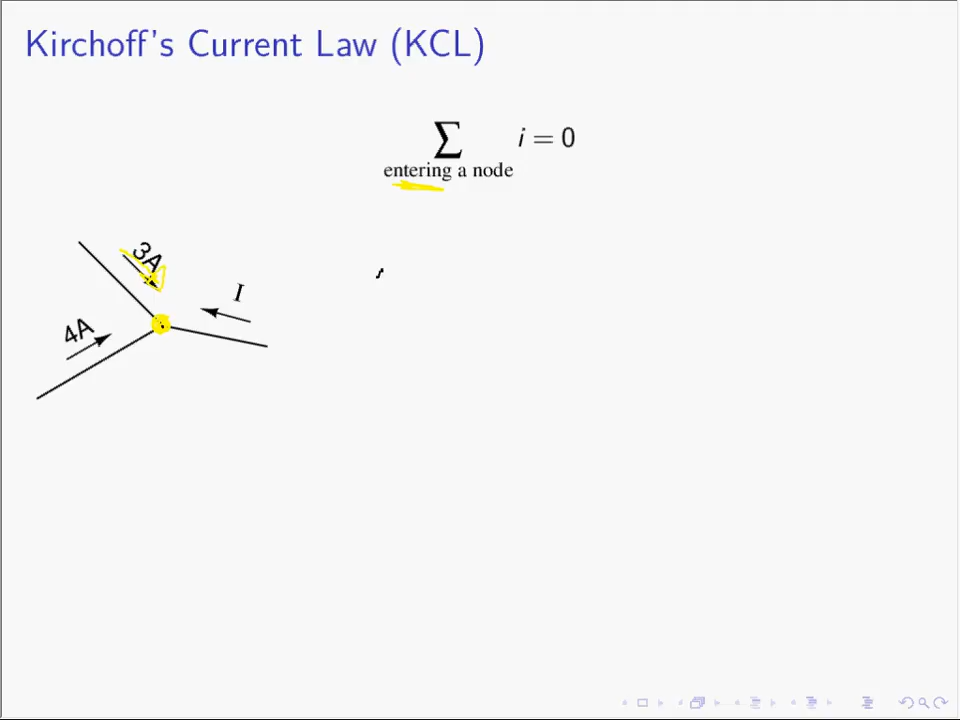 Kirchoff's Current Law (KCL)
∑ i = 0
entering a node
3A
I
4A